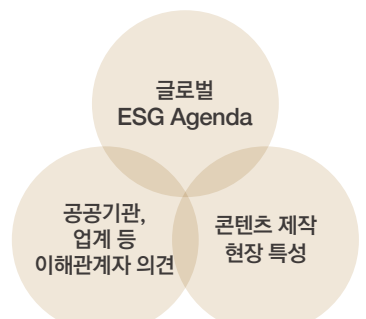 글로벌
ESG Agenda
공공기관,
업계 등
이해관계자 의견
콘텐츠 제작
현장 특성